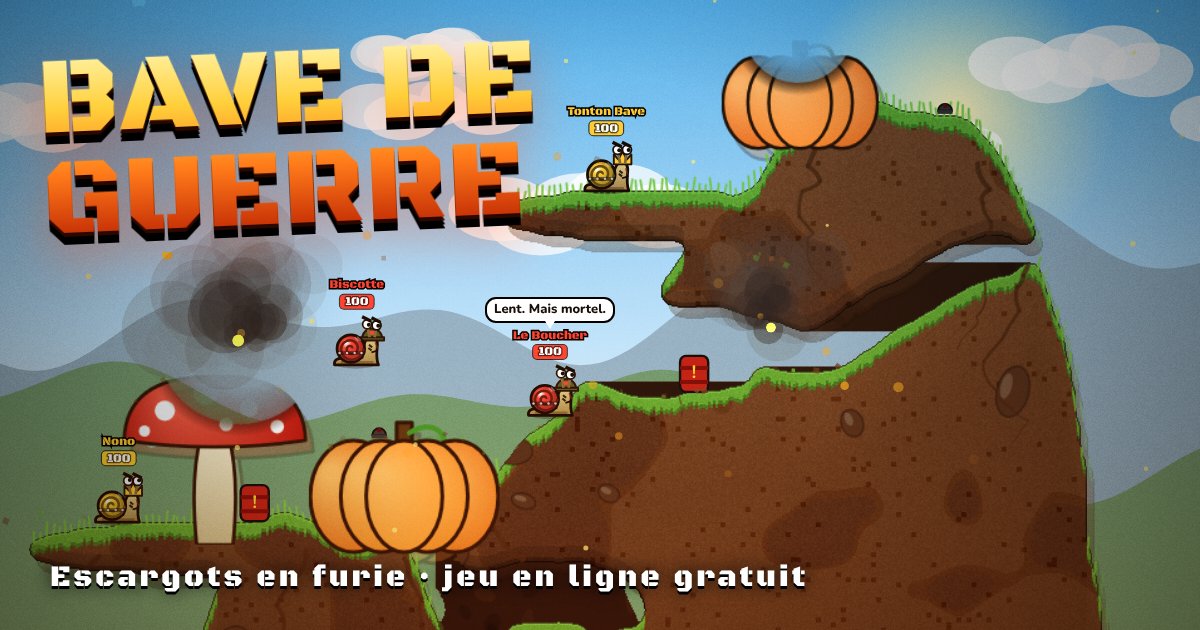 BAVE DE
GUERRE
Tonton Bave
100
Biscotte
100
Lent. Mais mortel.
Le Boucher
100
!
Nono
100
!
Escargots en furie · jeu en ligne gratuit